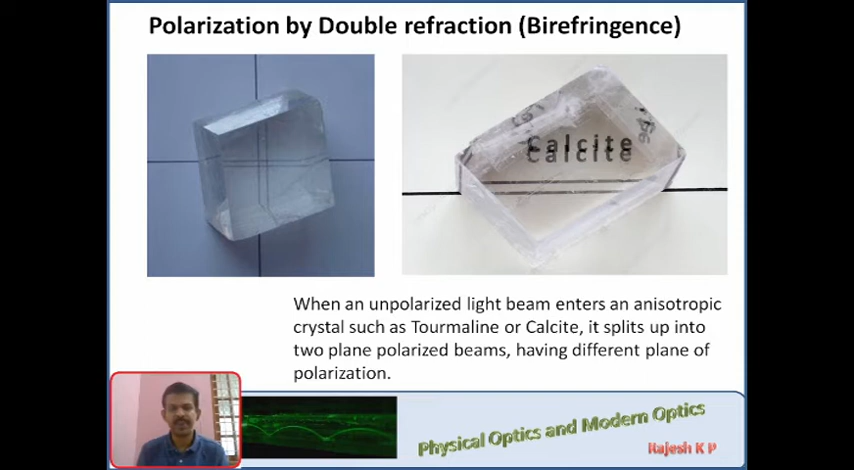 Polarization by Double refraction (Birefringence)
Calcite
Calcite
When an unpolarized light beam enters an anisotropic
crystal such as Tourmaline or Calcite, it splits up into
two plane polarized beams, having different plane of
polarization.
Physical Optics and Modern Optics
Rajesh K P